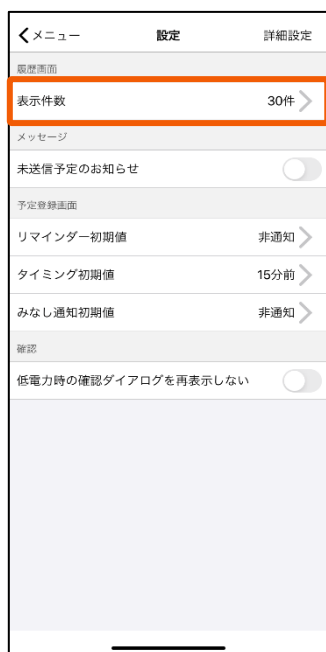 メニュー 設定 詳細設定
履歴画面
表示件数 30件
メッセージ
未送信予定のお知らせ
予定登録画面
リマインダー初期値 非通知
タイミング初期値 15分前
みなし通知初期値 非通知
確認
低電力時の確認ダイアログを再表示しない